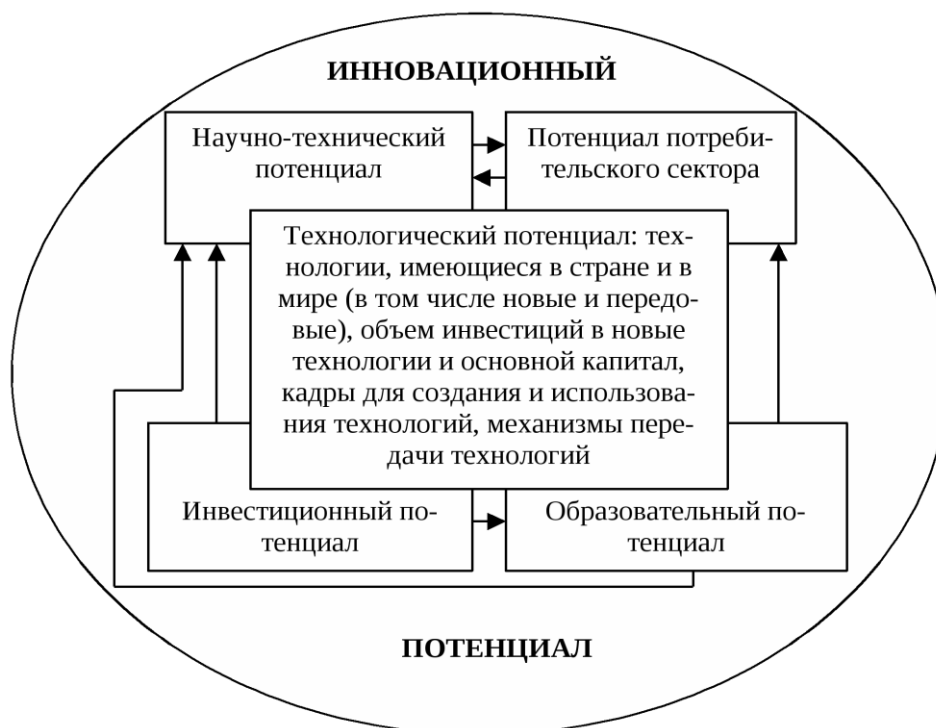 ИННОВАЦИОННЫЙ
Научно-технический
потенциал
Потенциал потреби-
тельского сектора
Технологический потенциал: тех-
нологии, имеющиеся в стране и в
мире (в том числе новые и передо-
вые), объем инвестиций в новые
технологии и основной капитал,
кадры для создания и использова-
ния технологий, механизмы пере-
дачи технологий
Инвестиционный по-
тенциал
Образовательный по-
тенциал
ПОТЕНЦИАЛ